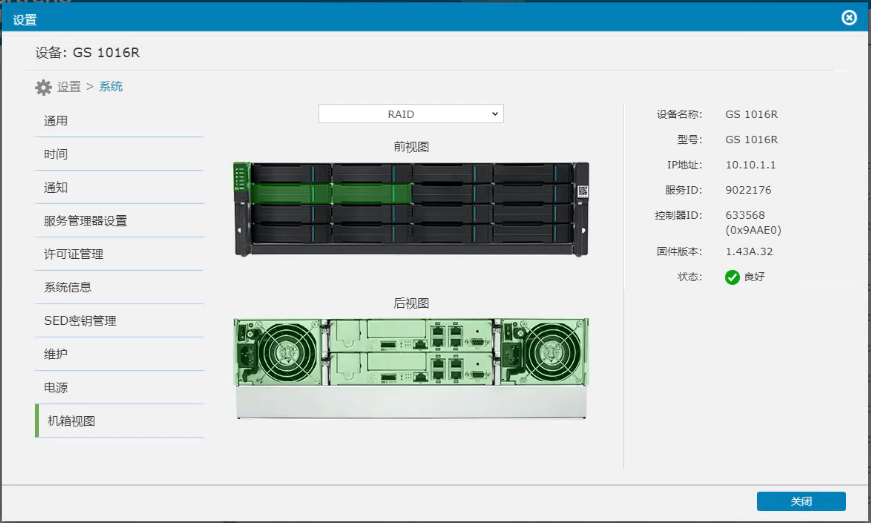 设置
设备: GS 1016R
设置 > 系统
通用
时间
通知
服务管理器设置
许可证管理
系统信息
SED密钥管理
维护
电源
机箱视图
RAID
前视图
后视图
设备名称: GS 1016R
型号: GS 1016R
IP地址: 10.10.1.1
服务ID: 9022176
控制器ID: 633568
(0x9AAE0)
固件版本: 1.43A.32
状态: 良好
关闭